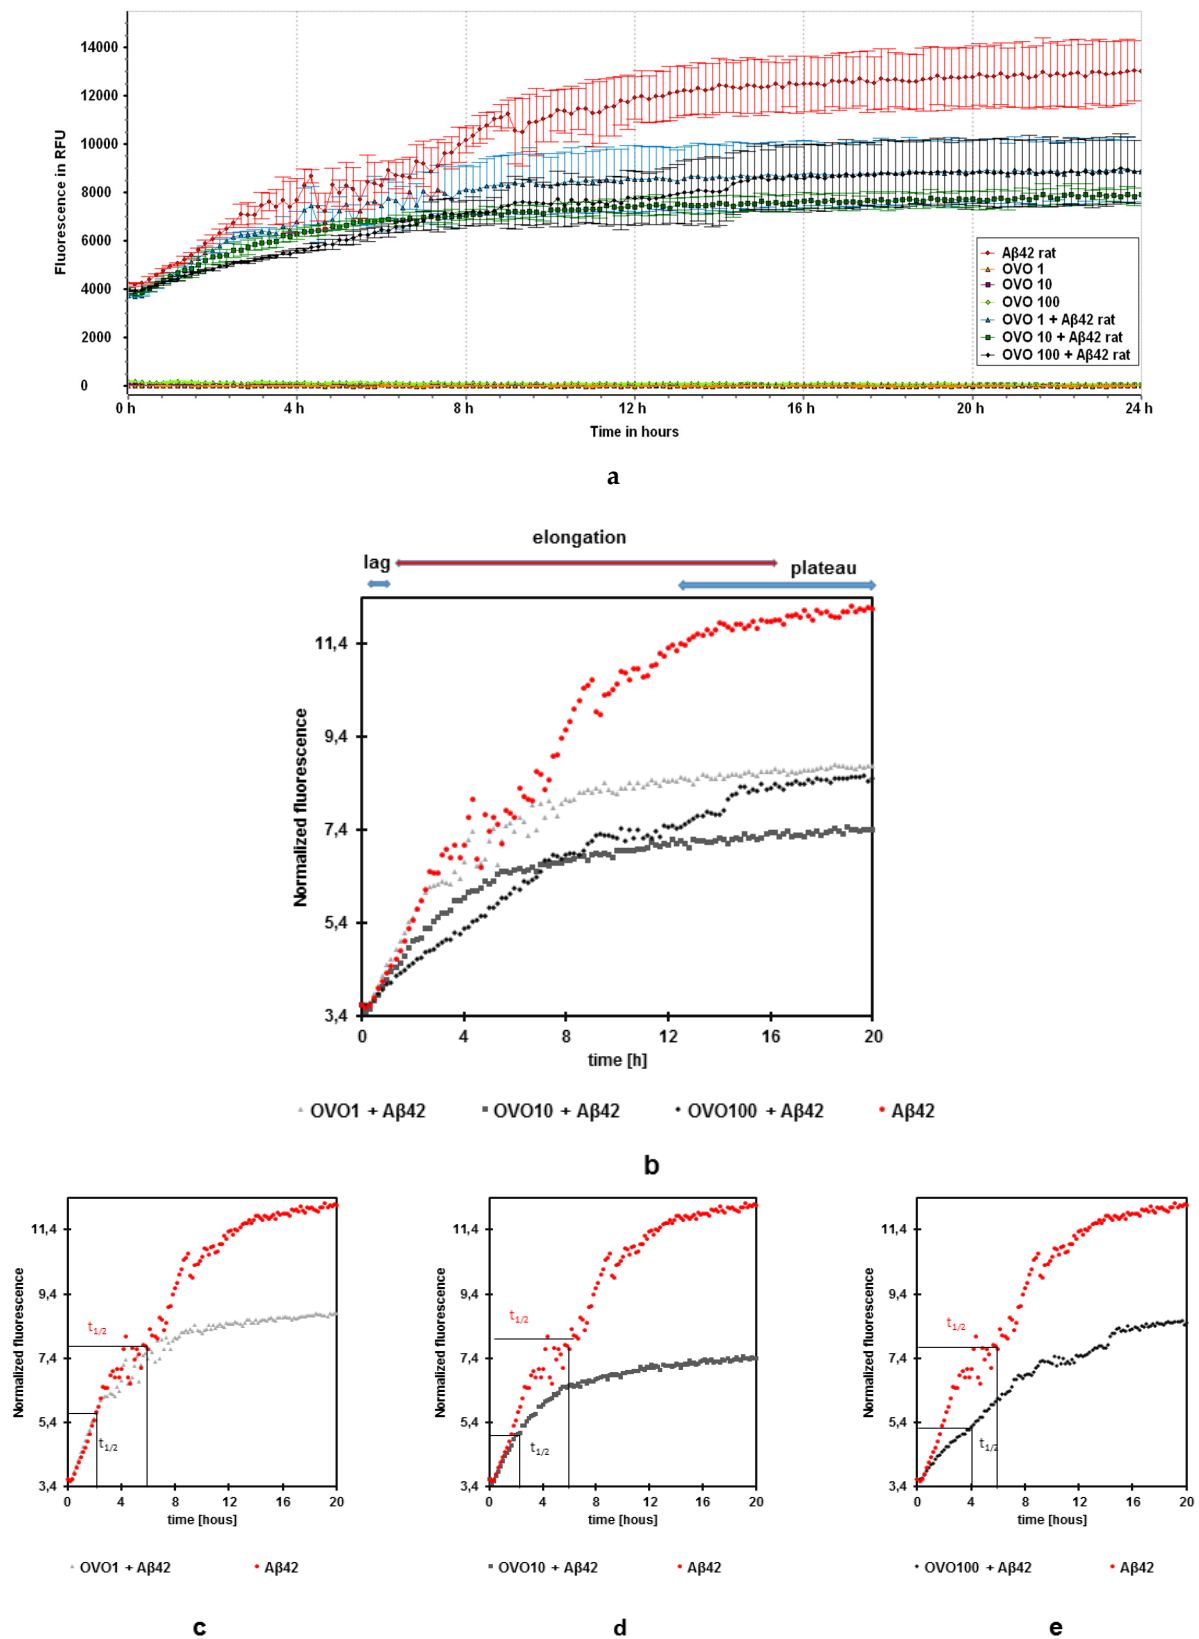 14000
12000
10000
8000
6000
4000
2000
0
Fluorescence in RFU
Aβ42 rat
OVO 1
OVO 10
OVO 100
OVO 1 + Aβ42 rat
OVO 10 + Aβ42 rat
OVO 100 + Aβ42 rat
0 h 4 h 8 h 12 h 16 h 20 h 24 h
Time in hours
a
elongation
lag
plateau
11,4
9,4
7,4
5,4
3,4
Normalized fluorescence
0 4 8 12 16 20
time [h]
OVO1 + Aβ42 OVO10 + Aβ42 OVO100 + Aβ42 Aβ42
b
11,4
9,4
7,4
5,4
3,4
Normalized fluorescence
t1/2
t1/2
0 4 8 12 16 20
time [hous]
OVO1 + Aβ42 Aβ42
c
11,4
9,4
7,4
5,4
3,4
Normalized fluorescence
t1/2
t1/2
0 4 8 12 16 20
time [hous]
OVO10 + Aβ42 Aβ42
d
11,4
9,4
7,4
5,4
3,4
Normalized fluorescence
t1/2
t1/2
0 4 8 12 16 20
time [hous]
OVO100 + Aβ42 Aβ42
e